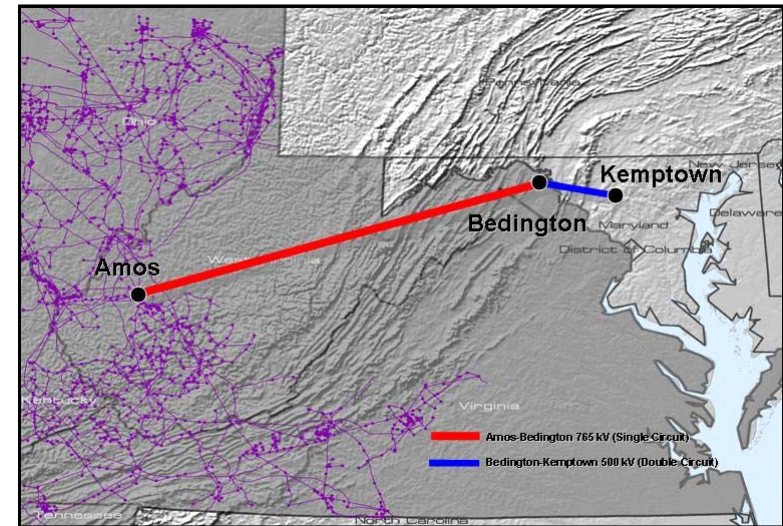 Pennsylvania
Ohio
New Jersey
Kemptown
Delaware
Bedington
Maryland
District of Columbia
Amos
West Virginia
Kentucky
Virginia
Amos-Bedington 765 kV (Single Circuit)
Bedington-Kemptown 500 kV (Double Circuit)
Tennessee
North Carolina